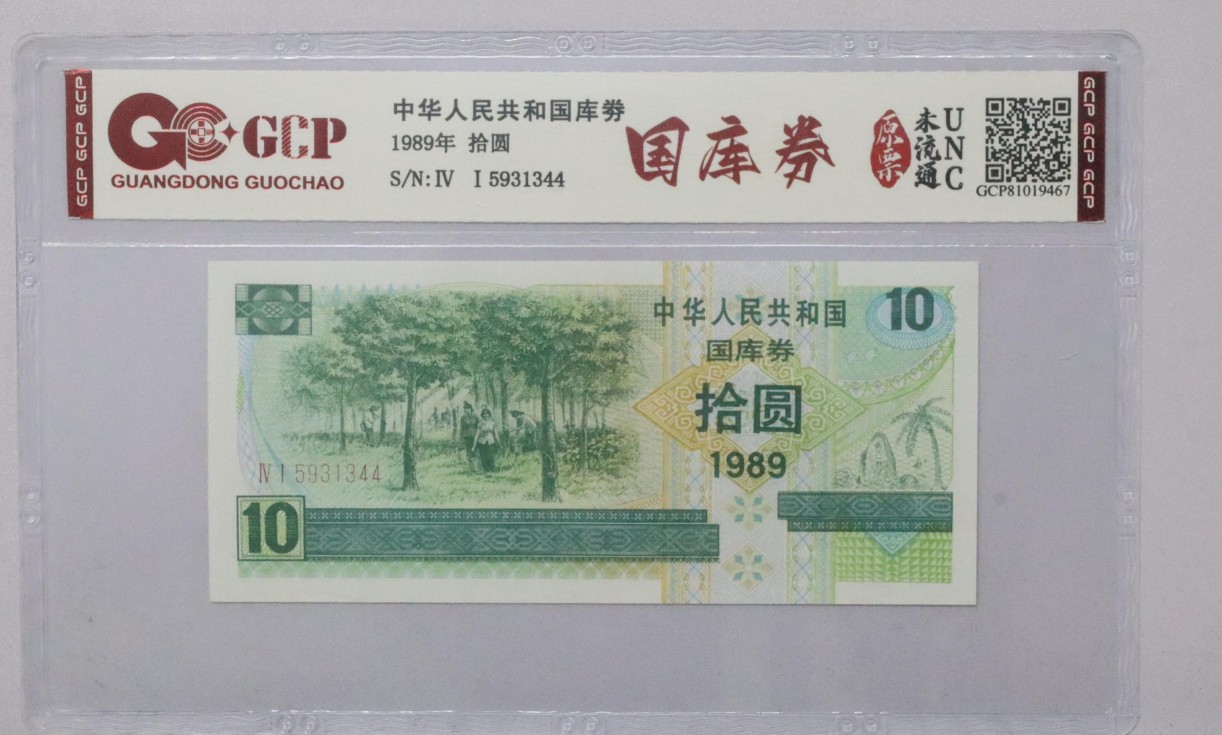 GCP GCP GCP
GCP
GUANGDONG GUOCHAO
中华人民共和国库券
1989年 拾圆
S/N:Ⅳ Ⅰ 5931344
国库券
原票
未流通
UNC
GCP81019467
GCP GCP GCP
中华人民共和国
国库券
拾圆
1989
10
Ⅳ Ⅰ 5931344
10